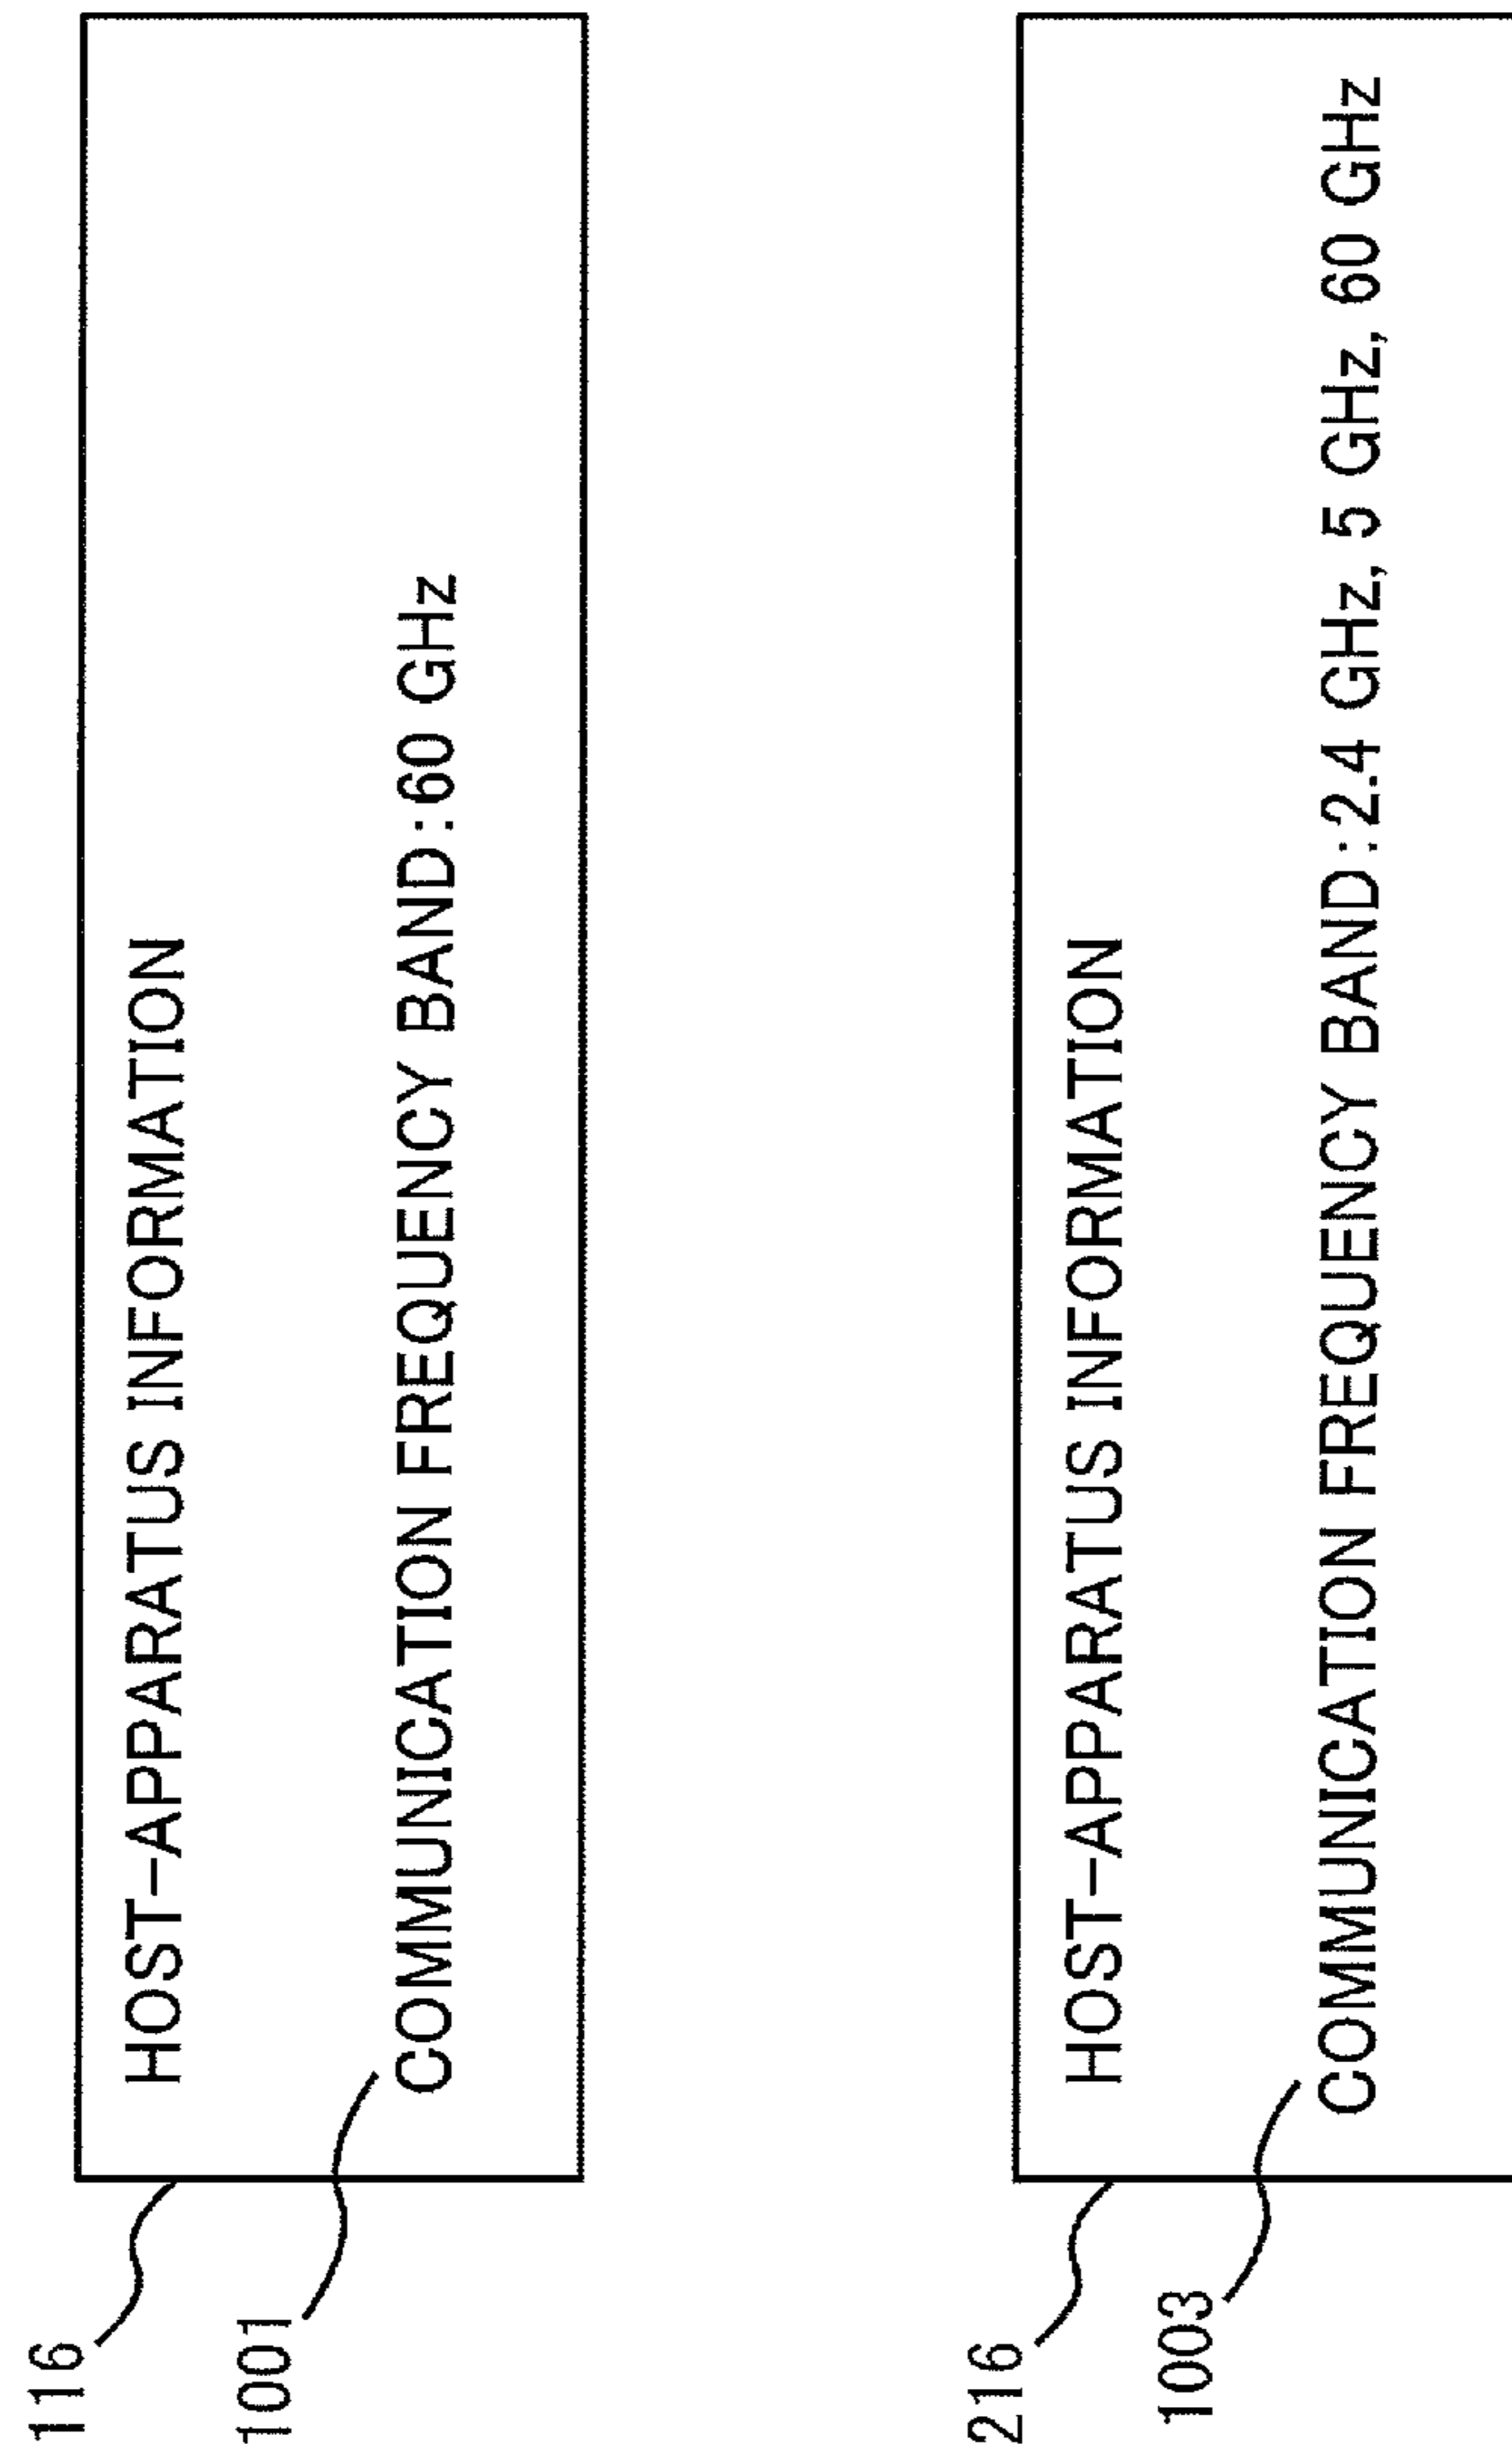 116
HOST-APPARATUS INFORMATION
1001
COMMUNICATION FREQUENCY BAND:60 GHz
216
HOST-APPARATUS INFORMATION
1003
COMMUNICATION FREQUENCY BAND:2.4 GHz, 5 GHz, 60 GHz